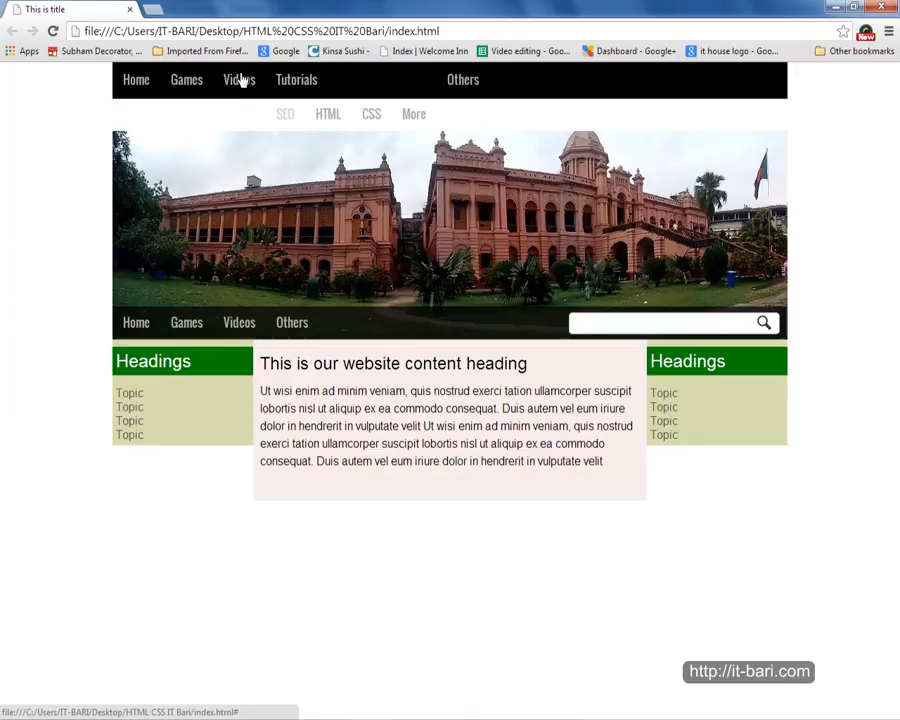 This is title
file:///C:/Users/IT-BARI/Desktop/HTML%20CSS%20IT%20Bari/index.html
Apps Subham Decorator, ... Imported From Firef... Google Kinsa Sushi - Index | Welcome Inn Video editing - Goo... Dashboard - Google+ it house logo - Goo... Other bookmarks
New
Home Games Videos Tutorials Others
SEO HTML CSS More
Home Games Videos Others
Headings
Topic
Topic
Topic
Topic
This is our website content heading
Ut wisi enim ad minim veniam, quis nostrud exerci tation ullamcorper suscipit
lobortis nisl ut aliquip ex ea commodo consequat. Duis autem vel eum iriure
dolor in hendrerit in vulputate velit Ut wisi enim ad minim veniam, quis nostrud
exerci tation ullamcorper suscipit lobortis nisl ut aliquip ex ea commodo
consequat. Duis autem vel eum iriure dolor in hendrerit in vulputate velit
Headings
Topic
Topic
Topic
Topic
http://it-bari.com
file:///C:/Users/IT-BARI/Desktop/HTML CSS IT Bari/index.html#